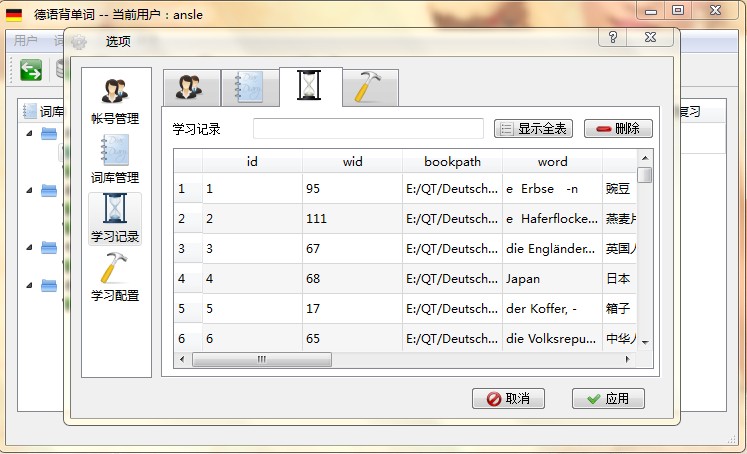 德语背单词 -- 当前用户：ansle
用户
选项
帐号管理
词库管理
学习记录
学习配置
学习记录
显示全表
删除
id wid bookpath word
1 1 95 E:/QT/Deutsch... e Erbse -n 豌豆
2 2 111 E:/QT/Deutsch... e Haferflocke... 燕麦片
3 3 67 E:/QT/Deutsch... die Engländer... 英国人
4 4 68 E:/QT/Deutsch... Japan 日本
5 5 17 E:/QT/Deutsch... der Koffer, - 箱子
6 6 65 E:/QT/Deutsch... die Volksrepu... 中华人
取消
应用
词库
复习